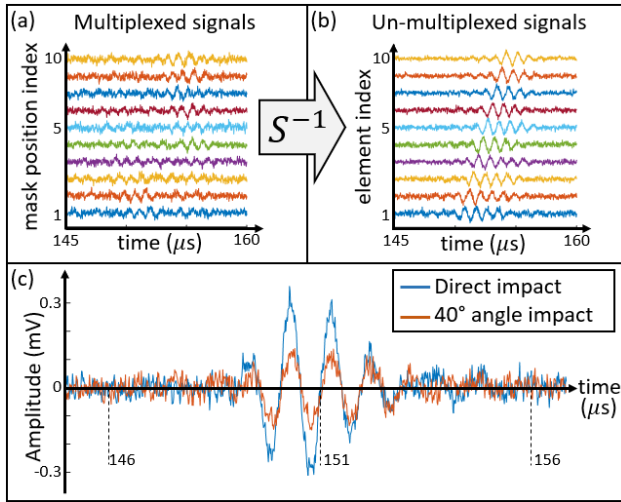 (a) Multiplexed signals
mask position index
10
5
1
145
160
time (μs)
S⁻¹
(b) Un-multiplexed signals
element index
10
5
1
145
160
time (μs)
(c)
Direct impact
40° angle impact
Amplitude (mV)
0.3
0
-0.3
146
151
156
time
(μs)